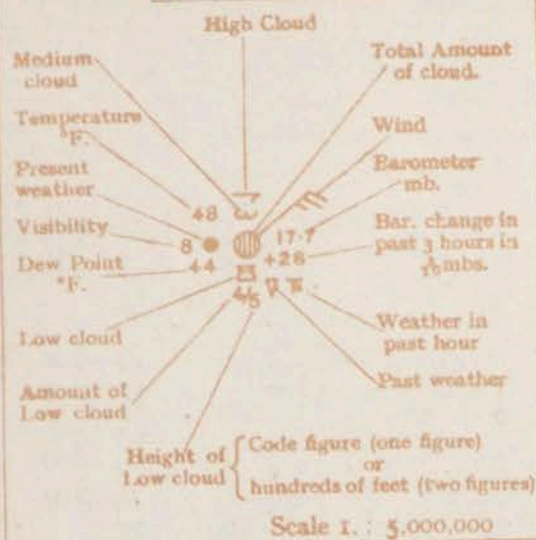 High Cloud
Medium
cloud
Total Amount
of cloud.
Temperature
°F.
Wind
Present
weather
Barometer
mb.
48
Visibility
8
17·7
Bar. change in
past 3 hours in
1/10 mbs.
+28
Dew Point
°F.
44
4/5
Low cloud
Weather in
past hour
Amount of
Low cloud
Past weather
Height of
Low cloud
Code figure (one figure)
or
hundreds of feet (two figures)
Scale 1. : 5,000,000